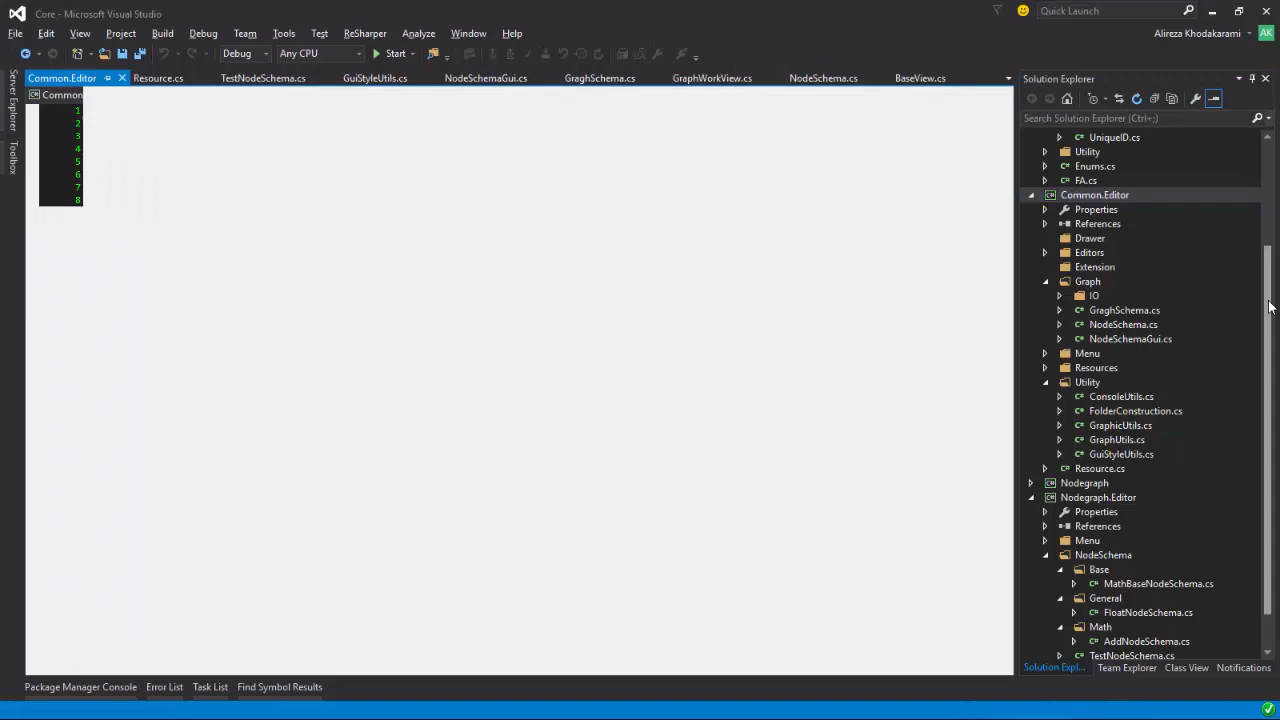 Core - Microsoft Visual Studio
Quick Launch
File Edit View Project Build Debug Team Tools Test ReSharper Analyze Window Help
Alireza Khodakarami AK
Debug Any CPU Start
Server Explorer
Toolbox
Common.Editor Resource.cs TestNodeSchema.cs GuiStyleUtils.cs NodeSchemaGui.cs GraghSchema.cs GraphWorkView.cs NodeSchema.cs BaseView.cs
Common
1
2
3
4
5
6
7
8
Solution Explorer
Search Solution Explorer (Ctrl+;)
UniqueID.cs
Utility
Enums.cs
FA.cs
Common.Editor
Properties
References
Drawer
Editors
Extension
Graph
IO
GraghSchema.cs
NodeSchema.cs
NodeSchemaGui.cs
Menu
Resources
Utility
ConsoleUtils.cs
FolderConstruction.cs
GraphicUtils.cs
GraphUtils.cs
GuiStyleUtils.cs
Resource.cs
Nodegraph
Nodegraph.Editor
Properties
References
Menu
NodeSchema
Base
MathBaseNodeSchema.cs
General
FloatNodeSchema.cs
Math
AddNodeSchema.cs
TestNodeSchema.cs
Solution Expl... Team Explorer Class View Notifications
Package Manager Console Error List Task List Find Symbol Results